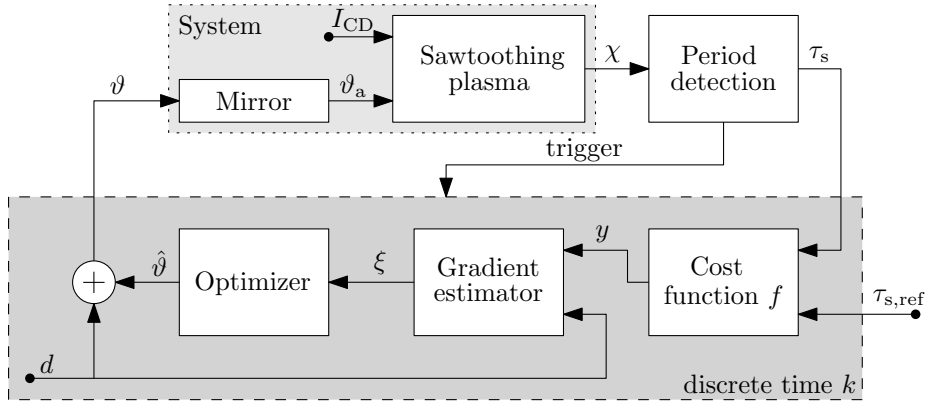 System
I_CD
Sawtoothing
plasma
χ
Period
detection
τ_s
ϑ
Mirror
ϑ_a
trigger
y
ϑ̂
Optimizer
ξ
Gradient
estimator
Cost
function f
+
τ_s,ref
d
discrete time k